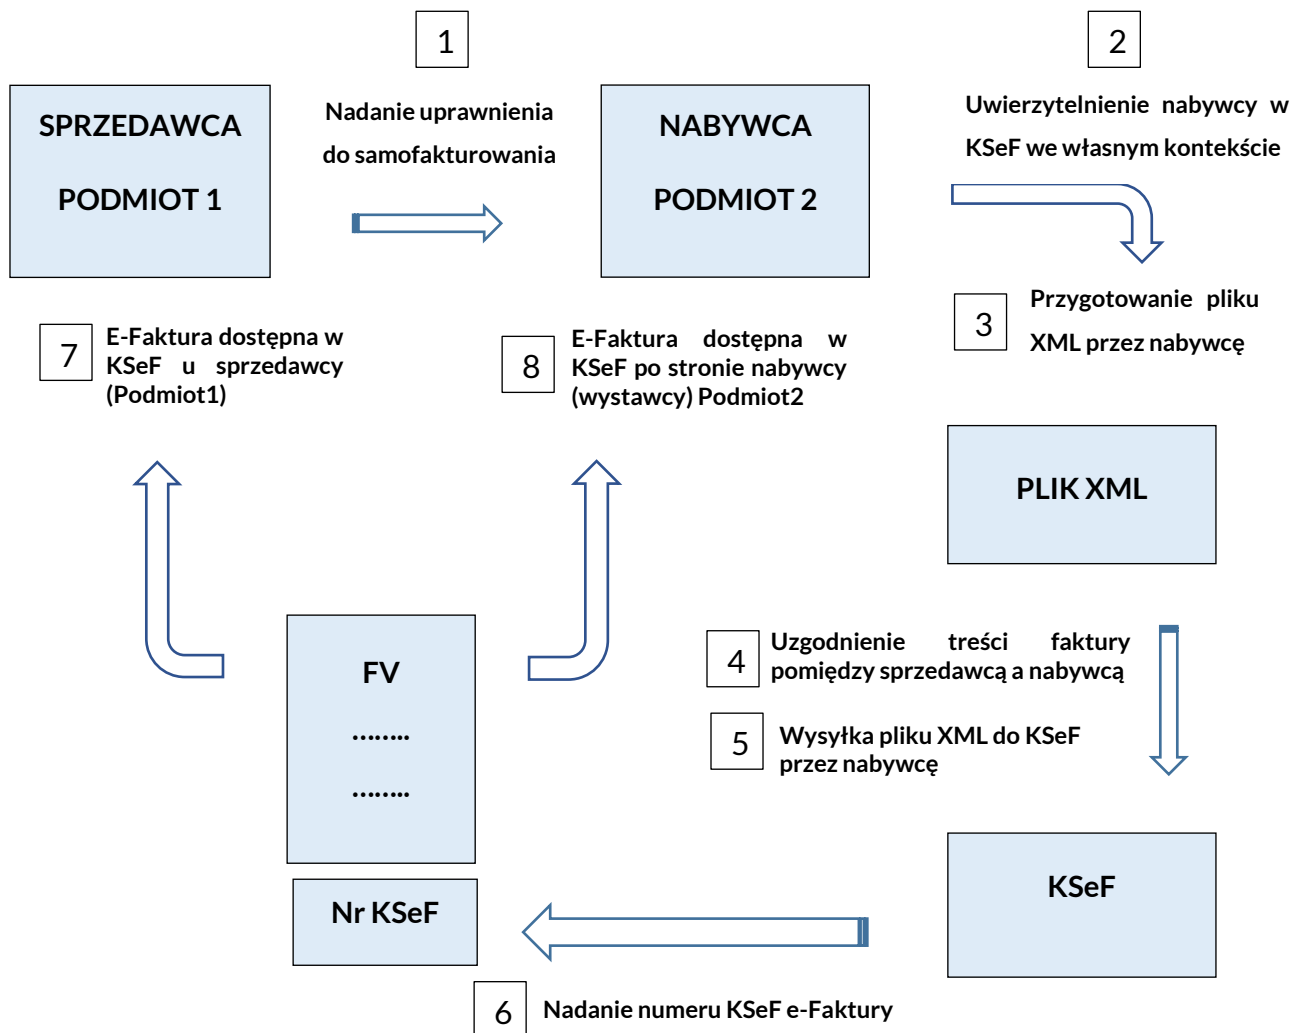 1
2
SPRZEDAWCA
PODMIOT 1
Nadanie uprawnienia
do samofakturowania
NABYWCA
PODMIOT 2
Uwierzytelnienie nabywcy w
KSeF we własnym kontekście
3
Przygotowanie pliku
XML przez nabywcę
7
E-Faktura dostępna w
KSeF u sprzedawcy
(Podmiot1)
8
E-Faktura dostępna w
KSeF po stronie nabywcy
(wystawcy) Podmiot2
PLIK XML
4
Uzgodnienie treści faktury
pomiędzy sprzedawcą a nabywcą
5
Wysyłka pliku XML do KSeF
przez nabywcę
FV
........
........
Nr KSeF
KSeF
6
Nadanie numeru KSeF e-Faktury